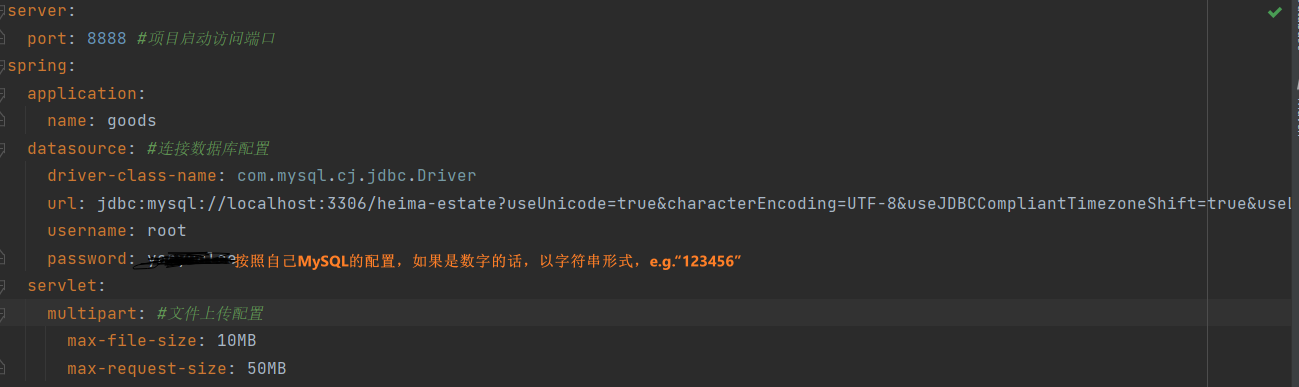 server:
port: 8888 #项目启动访问端口
spring:
application:
name: goods
datasource: #连接数据库配置
driver-class-name: com.mysql.cj.jdbc.Driver
url: jdbc:mysql://localhost:3306/heima-estate?useUnicode=true&characterEncoding=UTF-8&useJDBCCompliantTimezoneShift=true&useL
username: root
password: 按照自己MySQL的配置，如果是数字的话，以字符串形式，e.g.“123456”
servlet:
multipart: #文件上传配置
max-file-size: 10MB
max-request-size: 50MB